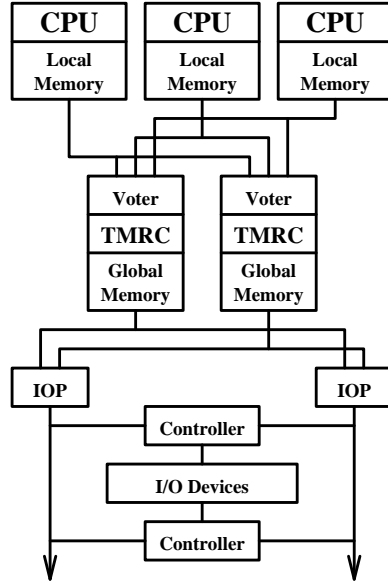 CPU CPU CPU
Local Local Local
Memory Memory Memory
Voter Voter
TMRC TMRC
Global Global
Memory Memory
IOP IOP
Controller
I/O Devices
Controller